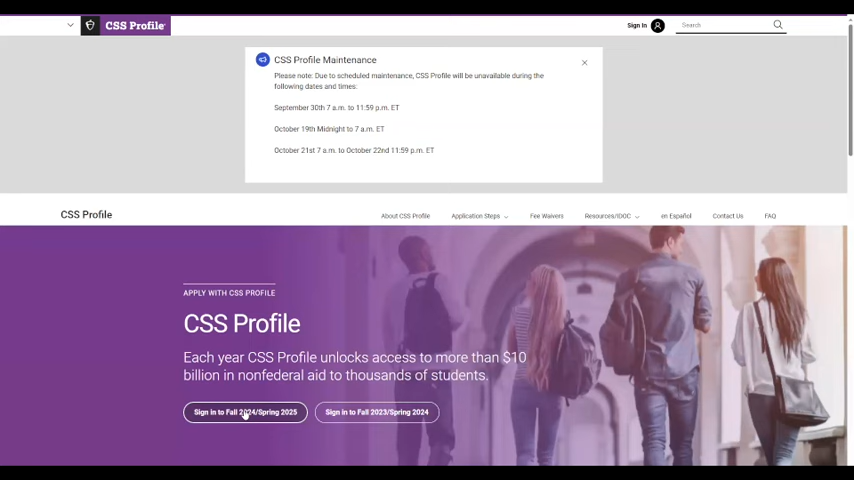 CSS Profile
Sign In
Search
CSS Profile Maintenance
Please note: Due to scheduled maintenance, CSS Profile will be unavailable during the
following dates and times:
September 30th 7 a.m. to 11:59 p.m. ET
October 19th Midnight to 7 a.m. ET
October 21st 7 a.m. to October 22nd 11:59 p.m. ET
CSS Profile
About CSS Profile
Application Steps
Fee Waivers
Resources/IDOC
en Español
Contact Us
FAQ
APPLY WITH CSS PROFILE
CSS Profile
Each year CSS Profile unlocks access to more than $10
billion in nonfederal aid to thousands of students.
Sign in to Fall 2024/Spring 2025
Sign in to Fall 2023/Spring 2024